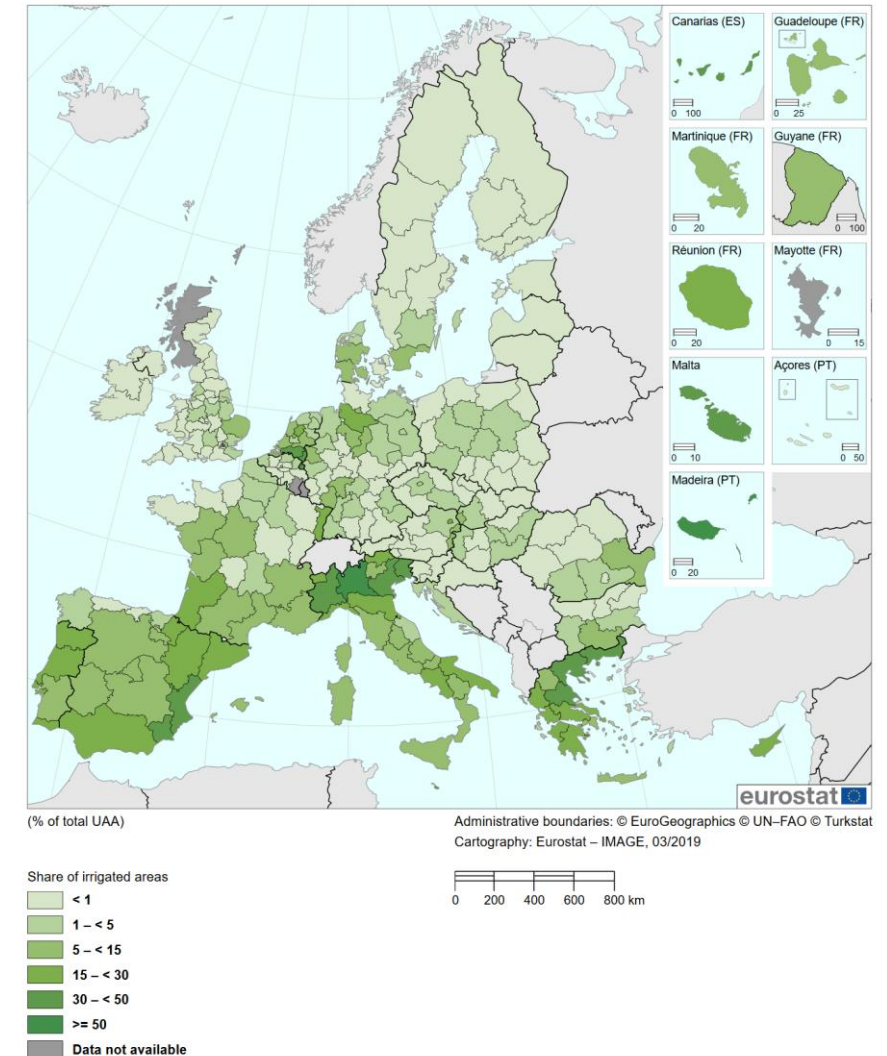 Canarias (ES)
0 100
Guadeloupe (FR)
0 25
Martinique (FR)
0 20
Guyane (FR)
0 100
Réunion (FR)
0 20
Mayotte (FR)
0 15
Malta
0 10
Açores (PT)
0 50
Madeira (PT)
0 20
eurostat
(% of total UAA)
Administrative boundaries: © EuroGeographics © UN–FAO © Turkstat
Cartography: Eurostat – IMAGE, 03/2019
0 200 400 600 800 km
Share of irrigated areas
< 1
1 – < 5
5 – < 15
15 – < 30
30 – < 50
>= 50
Data not available